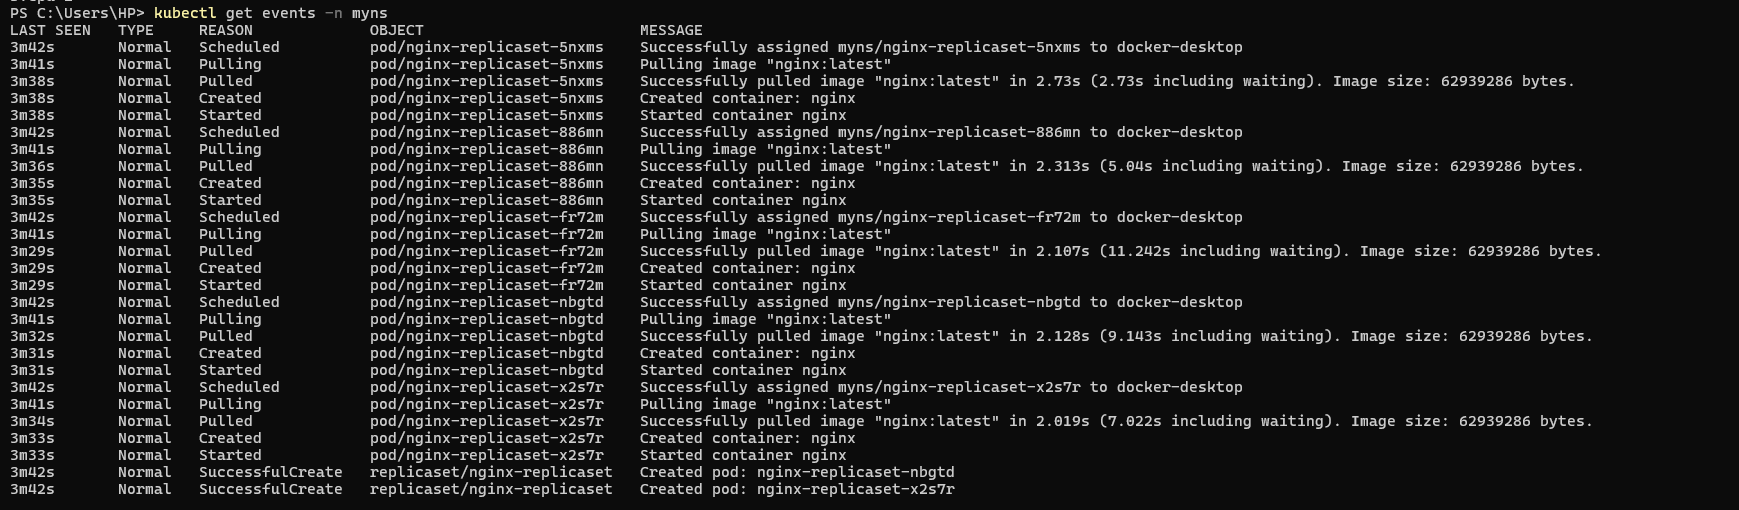 PS C:\Users\HP> kubectl get events -n myns
LAST SEEN   TYPE     REASON             OBJECT                        MESSAGE
3m42s       Normal   Scheduled          pod/nginx-replicaset-5nxms    Successfully assigned myns/nginx-replicaset-5nxms to docker-desktop
3m41s       Normal   Pulling            pod/nginx-replicaset-5nxms    Pulling image "nginx:latest"
3m38s       Normal   Pulled             pod/nginx-replicaset-5nxms    Successfully pulled image "nginx:latest" in 2.73s (2.73s including waiting). Image size: 62939286 bytes.
3m38s       Normal   Created            pod/nginx-replicaset-5nxms    Created container: nginx
3m38s       Normal   Started            pod/nginx-replicaset-5nxms    Started container nginx
3m42s       Normal   Scheduled          pod/nginx-replicaset-886mn    Successfully assigned myns/nginx-replicaset-886mn to docker-desktop
3m41s       Normal   Pulling            pod/nginx-replicaset-886mn    Pulling image "nginx:latest"
3m36s       Normal   Pulled             pod/nginx-replicaset-886mn    Successfully pulled image "nginx:latest" in 2.313s (5.04s including waiting). Image size: 62939286 bytes.
3m35s       Normal   Created            pod/nginx-replicaset-886mn    Created container: nginx
3m35s       Normal   Started            pod/nginx-replicaset-886mn    Started container nginx
3m42s       Normal   Scheduled          pod/nginx-replicaset-fr72m    Successfully assigned myns/nginx-replicaset-fr72m to docker-desktop
3m41s       Normal   Pulling            pod/nginx-replicaset-fr72m    Pulling image "nginx:latest"
3m29s       Normal   Pulled             pod/nginx-replicaset-fr72m    Successfully pulled image "nginx:latest" in 2.107s (11.242s including waiting). Image size: 62939286 bytes.
3m29s       Normal   Created            pod/nginx-replicaset-fr72m    Created container: nginx
3m29s       Normal   Started            pod/nginx-replicaset-fr72m    Started container nginx
3m42s       Normal   Scheduled          pod/nginx-replicaset-nbgtd    Successfully assigned myns/nginx-replicaset-nbgtd to docker-desktop
3m41s       Normal   Pulling            pod/nginx-replicaset-nbgtd    Pulling image "nginx:latest"
3m32s       Normal   Pulled             pod/nginx-replicaset-nbgtd    Successfully pulled image "nginx:latest" in 2.128s (9.143s including waiting). Image size: 62939286 bytes.
3m31s       Normal   Created            pod/nginx-replicaset-nbgtd    Created container: nginx
3m31s       Normal   Started            pod/nginx-replicaset-nbgtd    Started container nginx
3m42s       Normal   Scheduled          pod/nginx-replicaset-x2s7r    Successfully assigned myns/nginx-replicaset-x2s7r to docker-desktop
3m41s       Normal   Pulling            pod/nginx-replicaset-x2s7r    Pulling image "nginx:latest"
3m34s       Normal   Pulled             pod/nginx-replicaset-x2s7r    Successfully pulled image "nginx:latest" in 2.019s (7.022s including waiting). Image size: 62939286 bytes.
3m33s       Normal   Created            pod/nginx-replicaset-x2s7r    Created container: nginx
3m33s       Normal   Started            pod/nginx-replicaset-x2s7r    Started container nginx
3m42s       Normal   SuccessfulCreate   replicaset/nginx-replicaset   Created pod: nginx-replicaset-nbgtd
3m42s       Normal   SuccessfulCreate   replicaset/nginx-replicaset   Created pod: nginx-replicaset-x2s7r